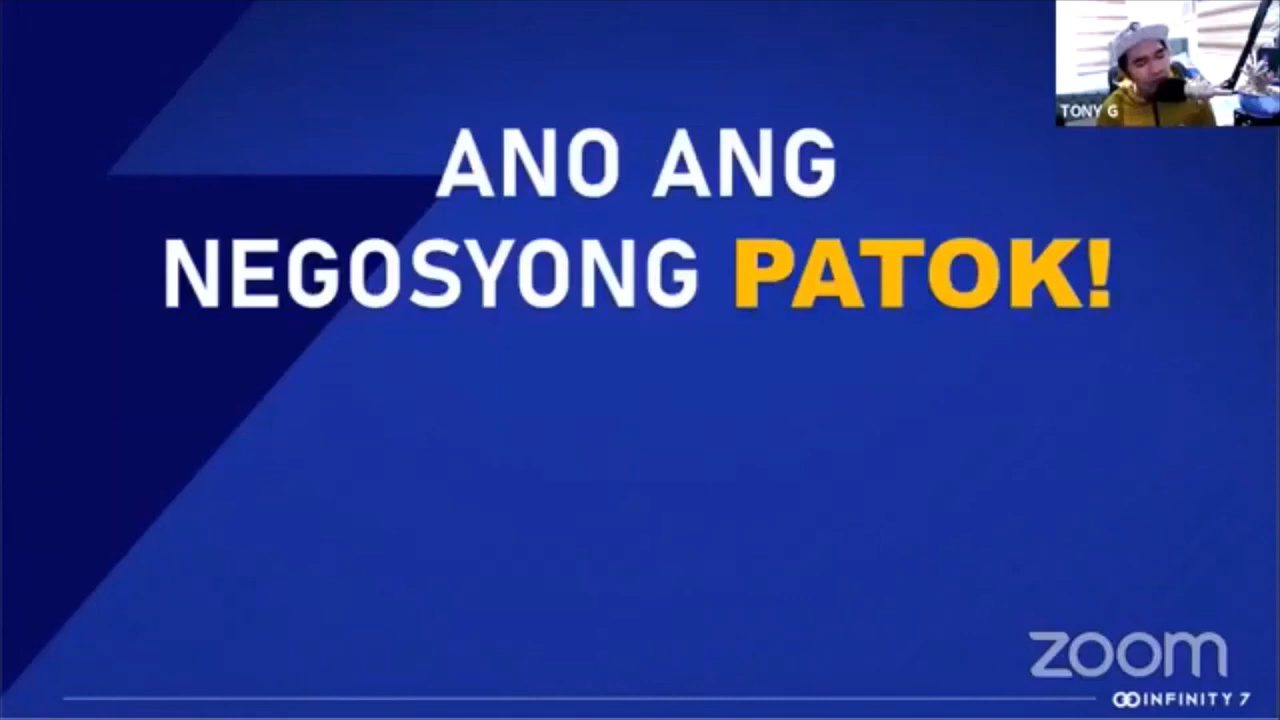 TONY G
ANO ANG
NEGOSYONG PATOK!
zoom
INFINITY 7